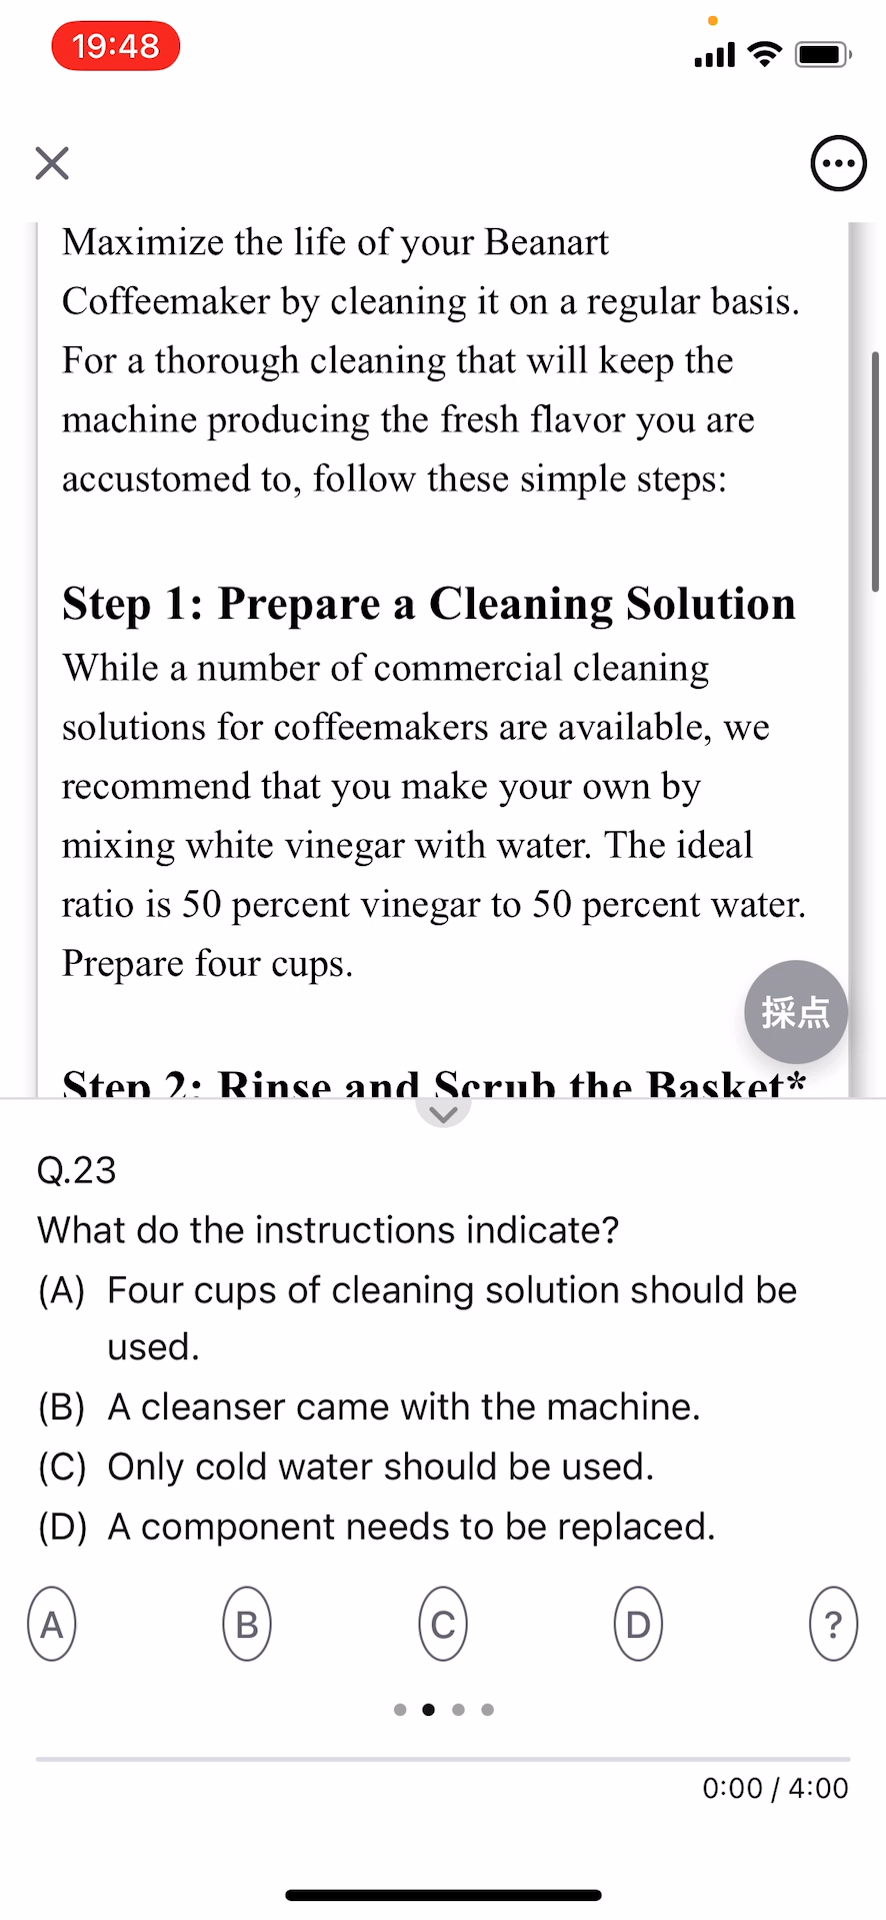 19:48
Maximize the life of your Beanart
Coffeemaker by cleaning it on a regular basis.
For a thorough cleaning that will keep the
machine producing the fresh flavor you are
accustomed to, follow these simple steps:
Step 1: Prepare a Cleaning Solution
While a number of commercial cleaning
solutions for coffeemakers are available, we
recommend that you make your own by
mixing white vinegar with water. The ideal
ratio is 50 percent vinegar to 50 percent water.
Prepare four cups.
採点
Step 2: Rinse and Scrub the Basket*
Q.23
What do the instructions indicate?
(A) Four cups of cleaning solution should be
used.
(B) A cleanser came with the machine.
(C) Only cold water should be used.
(D) A component needs to be replaced.
A B C D ?
0:00 / 4:00